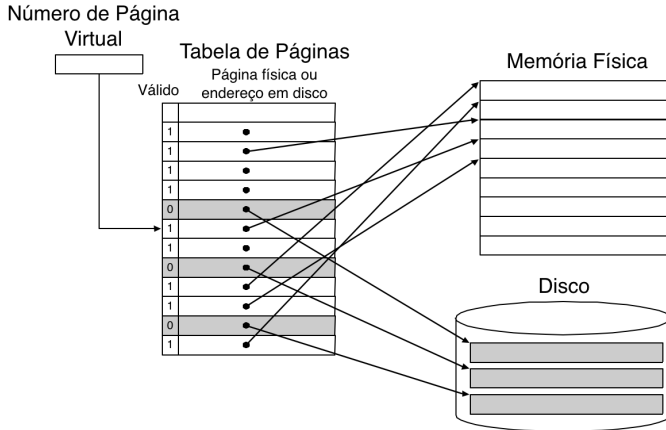 Número de Página
Virtual
Tabela de Páginas
Página física ou
endereço em disco
Válido
Memória Física
1
1
1
1
0
1
1
0
1
1
0
1
Disco